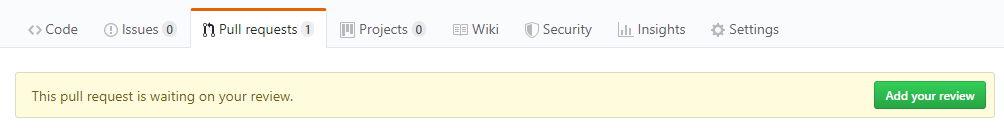 Code Issues 0 Pull requests 1 Projects 0 Wiki Security Insights Settings
This pull request is waiting on your review. Add your review